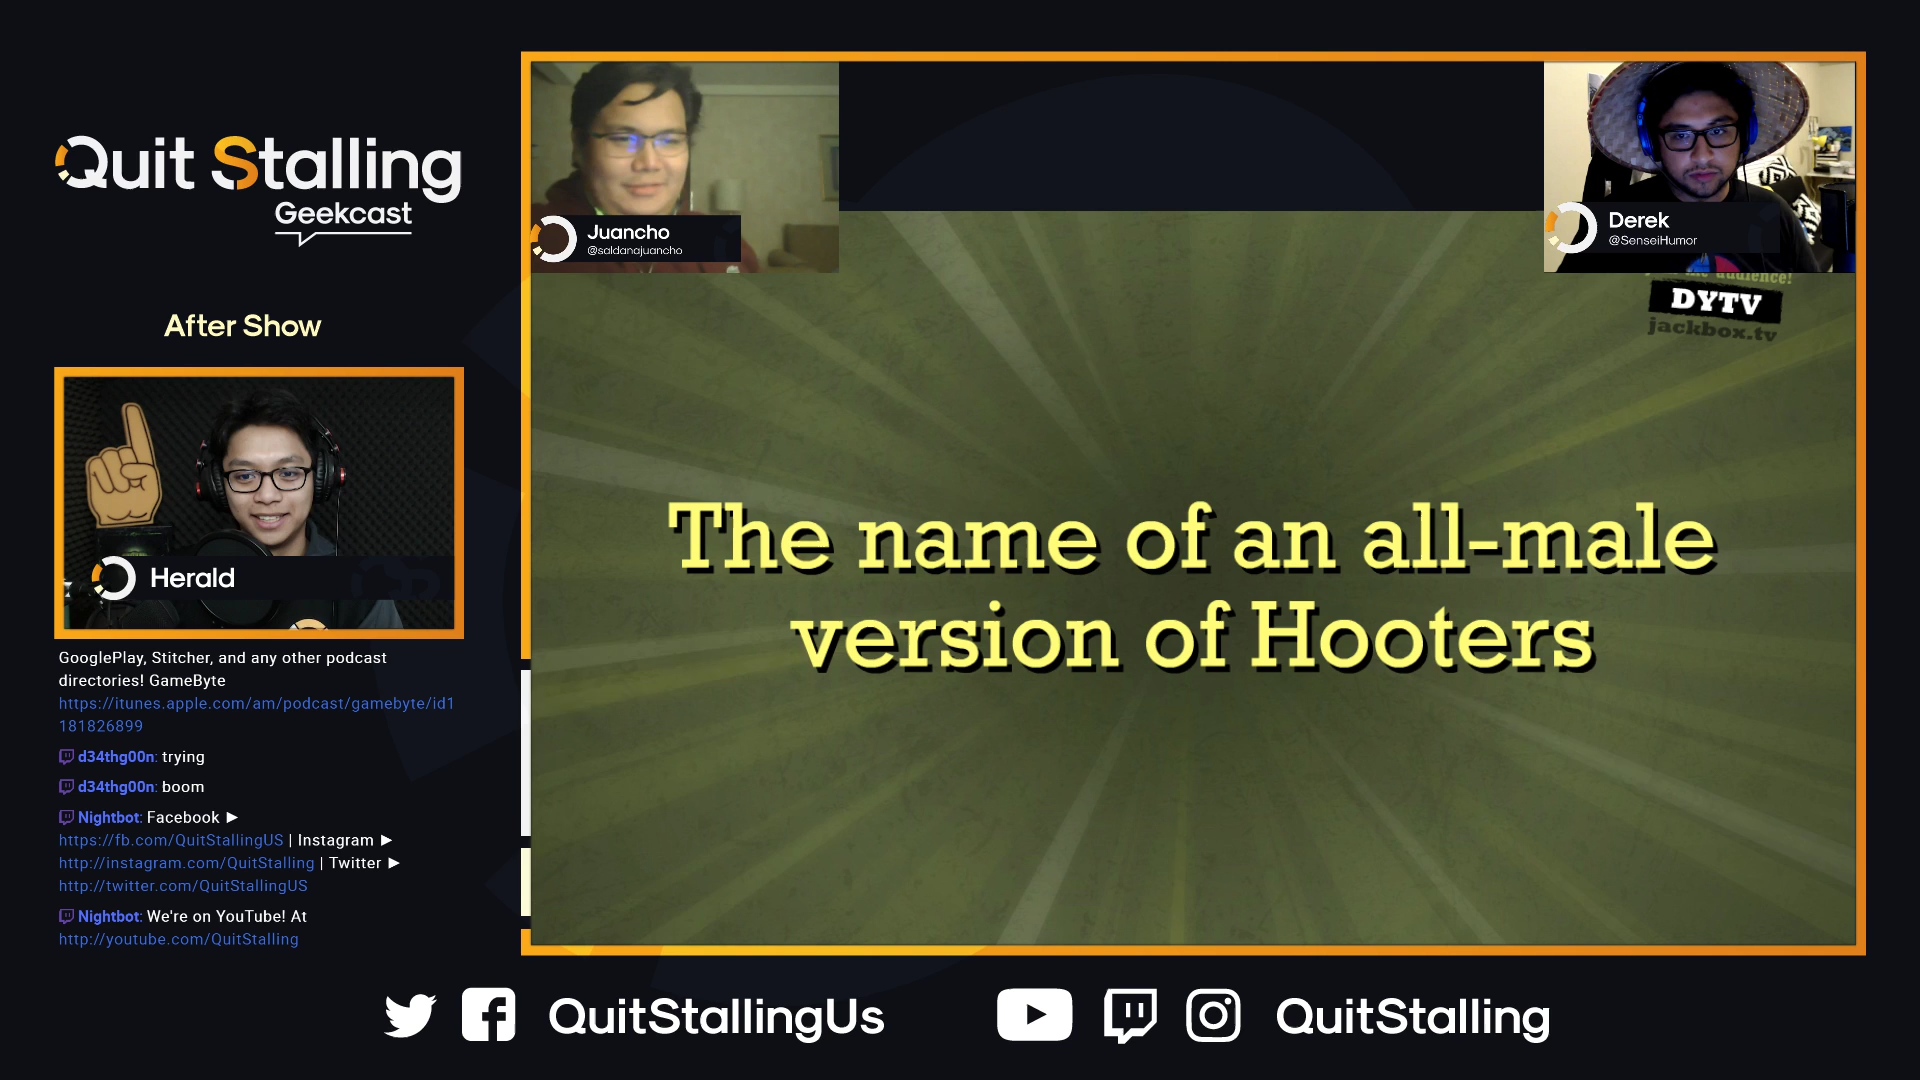 Quit Stalling
Geekcast
After Show
Herald
GooglePlay, Stitcher, and any other podcast
directories! GameByte
https://itunes.apple.com/am/podcast/gamebyte/id1
181826899
d34thg00n: trying
d34thg00n: boom
Nightbot: Facebook ►
https://fb.com/QuitStallingUS | Instagram ►
http://instagram.com/QuitStalling | Twitter ►
http://twitter.com/QuitStallingUS
Nightbot: We're on YouTube! At
http://youtube.com/QuitStalling
Juancho
@saldanajuancho
Derek
@SenseiHumor
audience!
DYTV
jackbox.tv
The name of an all-male
version of Hooters
QuitStallingUs
QuitStalling